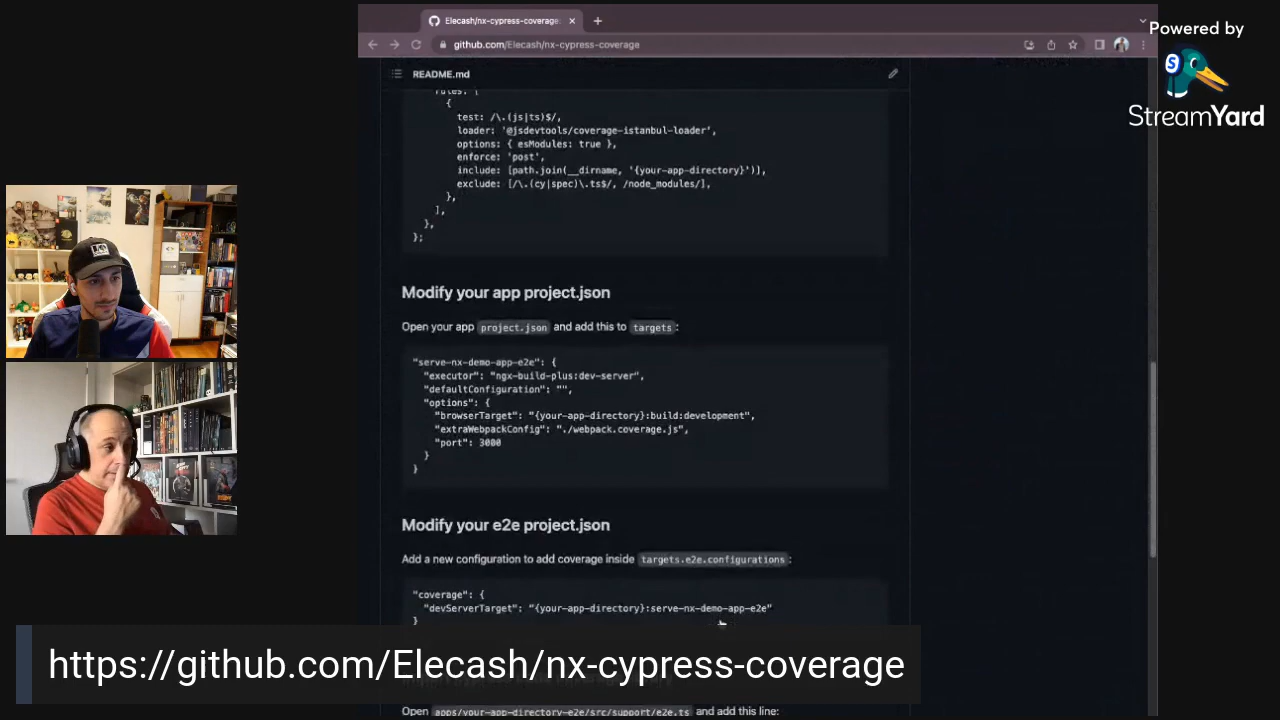 Elecash/nx-cypress-coverage:
github.com/Elecash/nx-cypress-coverage
Powered by
StreamYard
README.md
rules: [
{
test: /\.(js|ts)$/,
loader: '@jsdevtools/coverage-istanbul-loader',
options: { esModules: true },
enforce: 'post',
include: [path.join(__dirname, '{your-app-directory}')],
exclude: [/\.(cy|spec)\.ts$/, /node_modules/],
},
],
},
};
Modify your app project.json
Open your app project.json and add this to targets:
"serve-nx-demo-app-e2e": {
"executor": "ngx-build-plus:dev-server",
"defaultConfiguration": "",
"options": {
"browserTarget": "{your-app-directory}:build:development",
"extraWebpackConfig": "./webpack.coverage.js",
"port": 3000
}
}
Modify your e2e project.json
Add a new configuration to add coverage inside targets.e2e.configurations:
"coverage": {
"devServerTarget": "{your-app-directory}:serve-nx-demo-app-e2e"
}
https://github.com/Elecash/nx-cypress-coverage
Open apps/your-app-directory-e2e/src/support/e2e.ts and add this line: